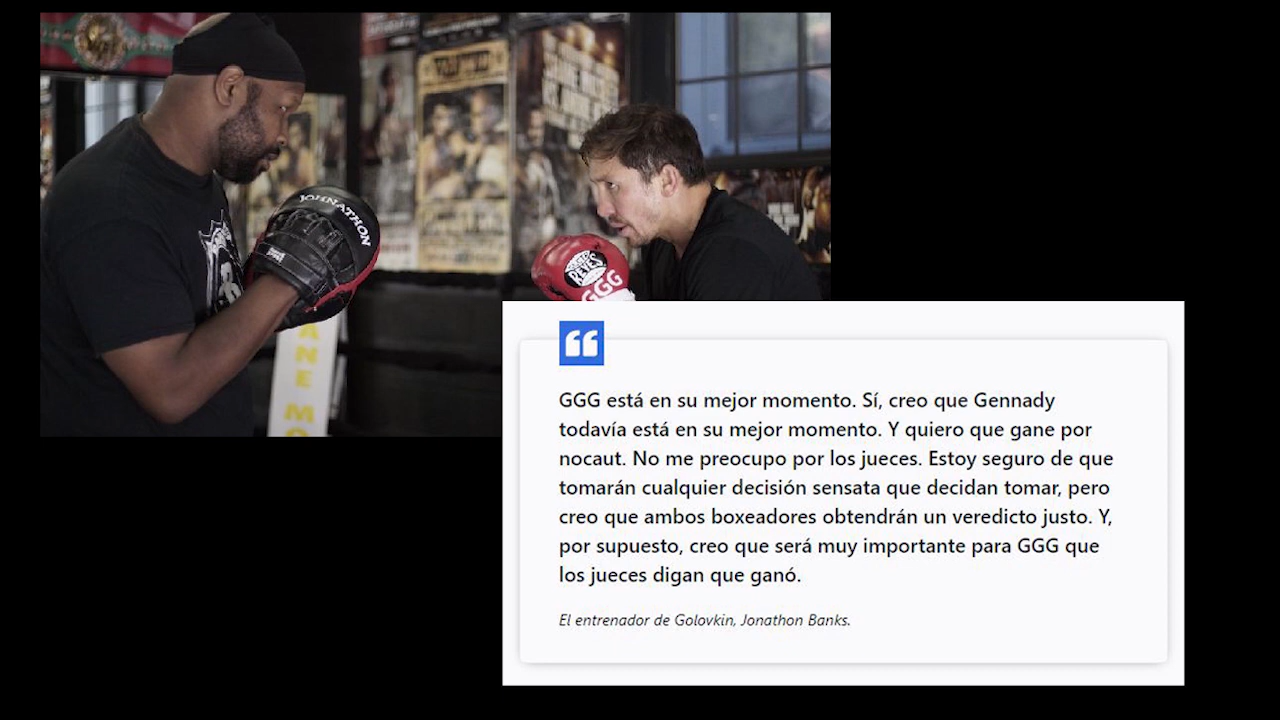 JOHNATHON
REYES
GGG
ANE MO
GGG está en su mejor momento. Sí, creo que Gennady
todavía está en su mejor momento. Y quiero que gane por
nocaut. No me preocupo por los jueces. Estoy seguro de que
tomarán cualquier decisión sensata que decidan tomar, pero
creo que ambos boxeadores obtendrán un veredicto justo. Y,
por supuesto, creo que será muy importante para GGG que
los jueces digan que ganó.
El entrenador de Golovkin, Jonathon Banks.